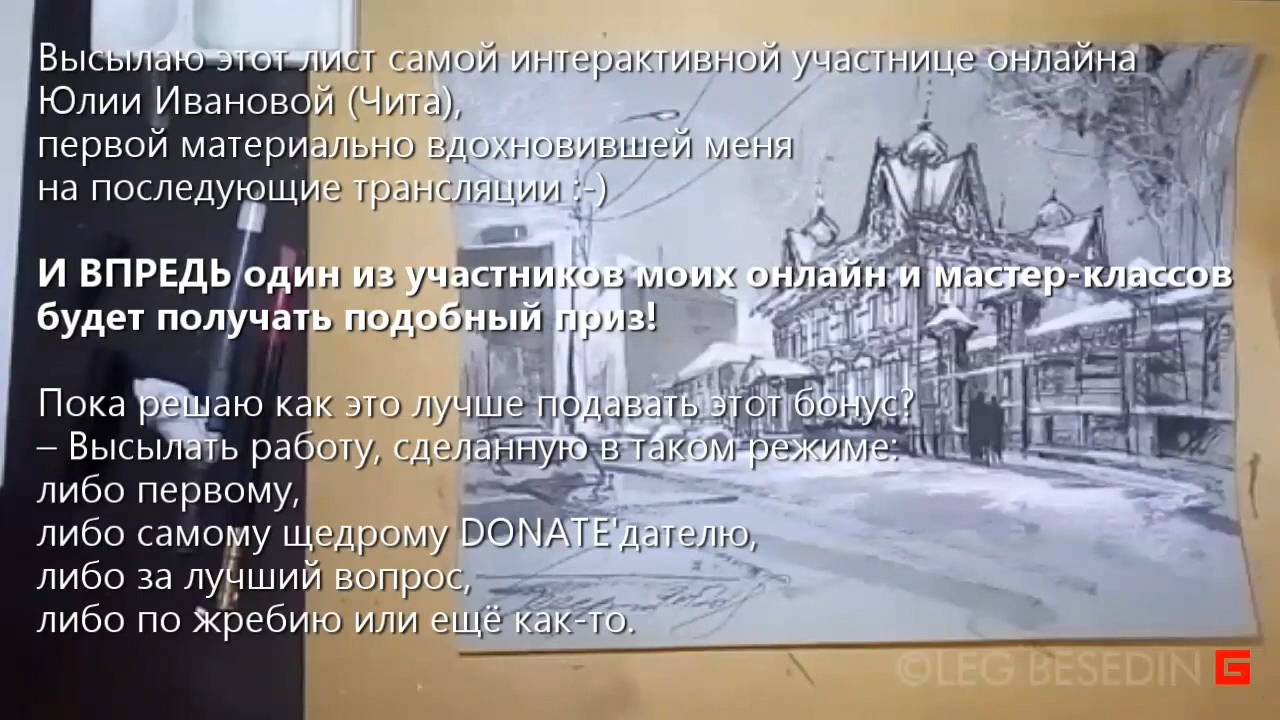 Высылаю этот лист самой интерактивной участнице онлайна
Юлии Ивановой (Чита),
первой материально вдохновившей меня
на последующие трансляции :-)
И ВПРЕДЬ один из участников моих онлайн и мастер-классов
будет получать подобный приз!
Пока решаю как это лучше подавать этот бонус?
– Высылать работу, сделанную в таком режиме:
либо первому,
либо самому щедрому DONATE'дателю,
либо за лучший вопрос,
либо по жребию или ещё как-то.
©LEG BESEDIN